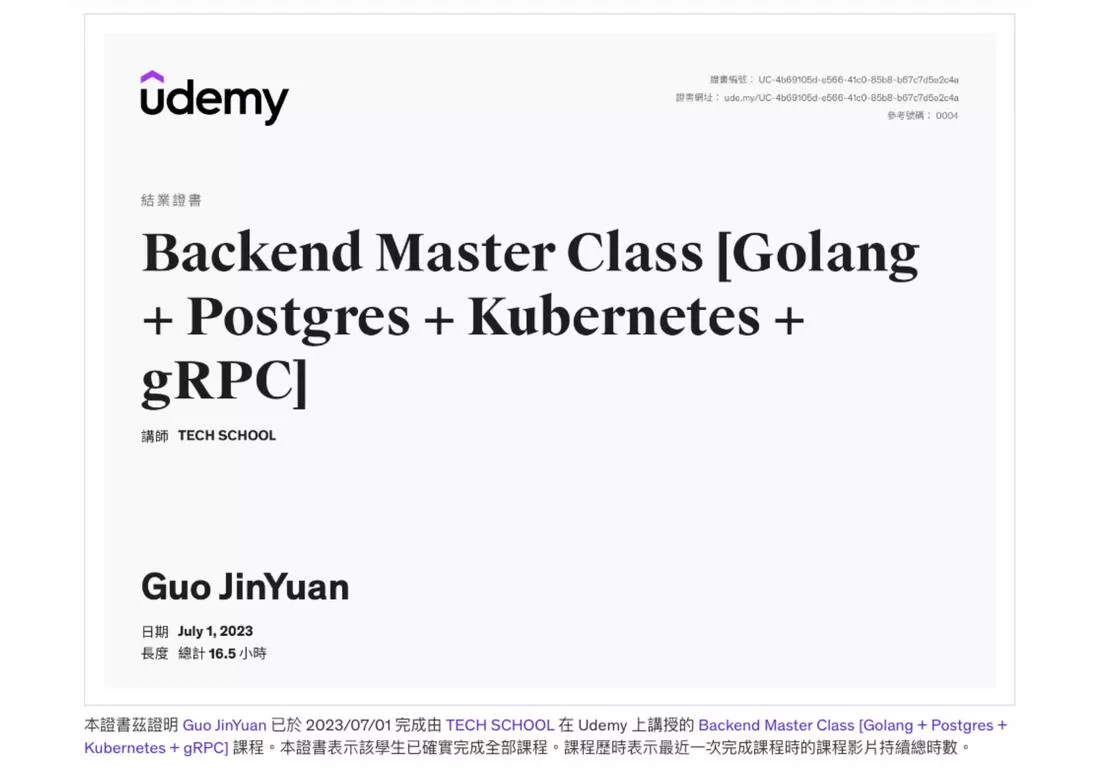 ûdemy
證書編號： UC-4b69105d-e566-41c0-85b8-b67c7d5e2c4a
證書網址： ude.my/UC-4b69105d-e566-41c0-85b8-b67c7d5e2c4a
參考號碼： 0004
結業證書
Backend Master Class [Golang
+ Postgres + Kubernetes +
gRPC]
講師 TECH SCHOOL
Guo JinYuan
日期 July 1, 2023
長度 總計 16.5 小時
本證書茲證明 Guo JinYuan 已於 2023/07/01 完成由 TECH SCHOOL 在 Udemy 上講授的 Backend Master Class [Golang + Postgres +
Kubernetes + gRPC] 課程。本證書表示該學生已確實完成全部課程。課程歷時表示最近一次完成課程時的課程影片持續總時數。